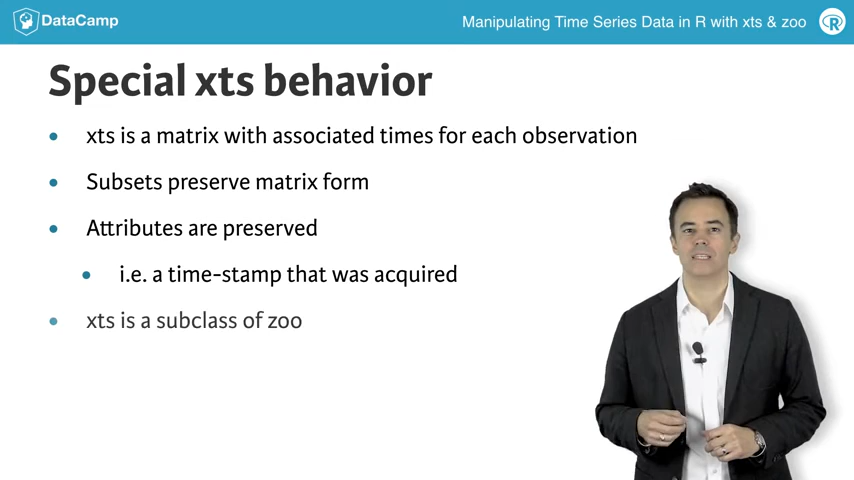 DataCamp
Manipulating Time Series Data in R with xts & zoo
R
Special xts behavior
• xts is a matrix with associated times for each observation
• Subsets preserve matrix form
• Attributes are preserved
• i.e. a time-stamp that was acquired
• xts is a subclass of zoo